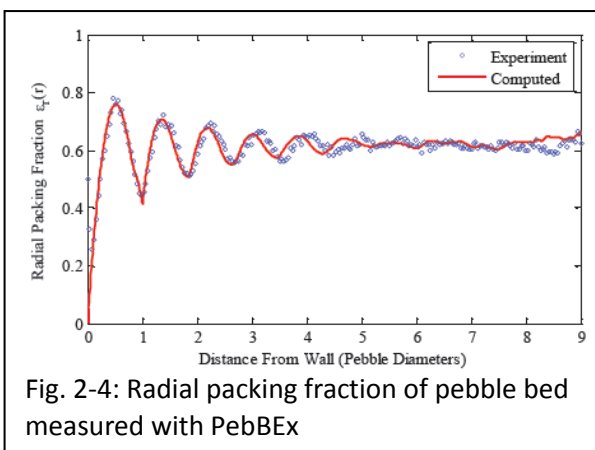 1
0.8
0.6
0.4
0.2
0
Radial Packing Fraction εr(r)
Experiment
Computed
0 1 2 3 4 5 6 7 8 9
Distance From Wall (Pebble Diameters)
Fig. 2-4: Radial packing fraction of pebble bed
measured with PebBEx